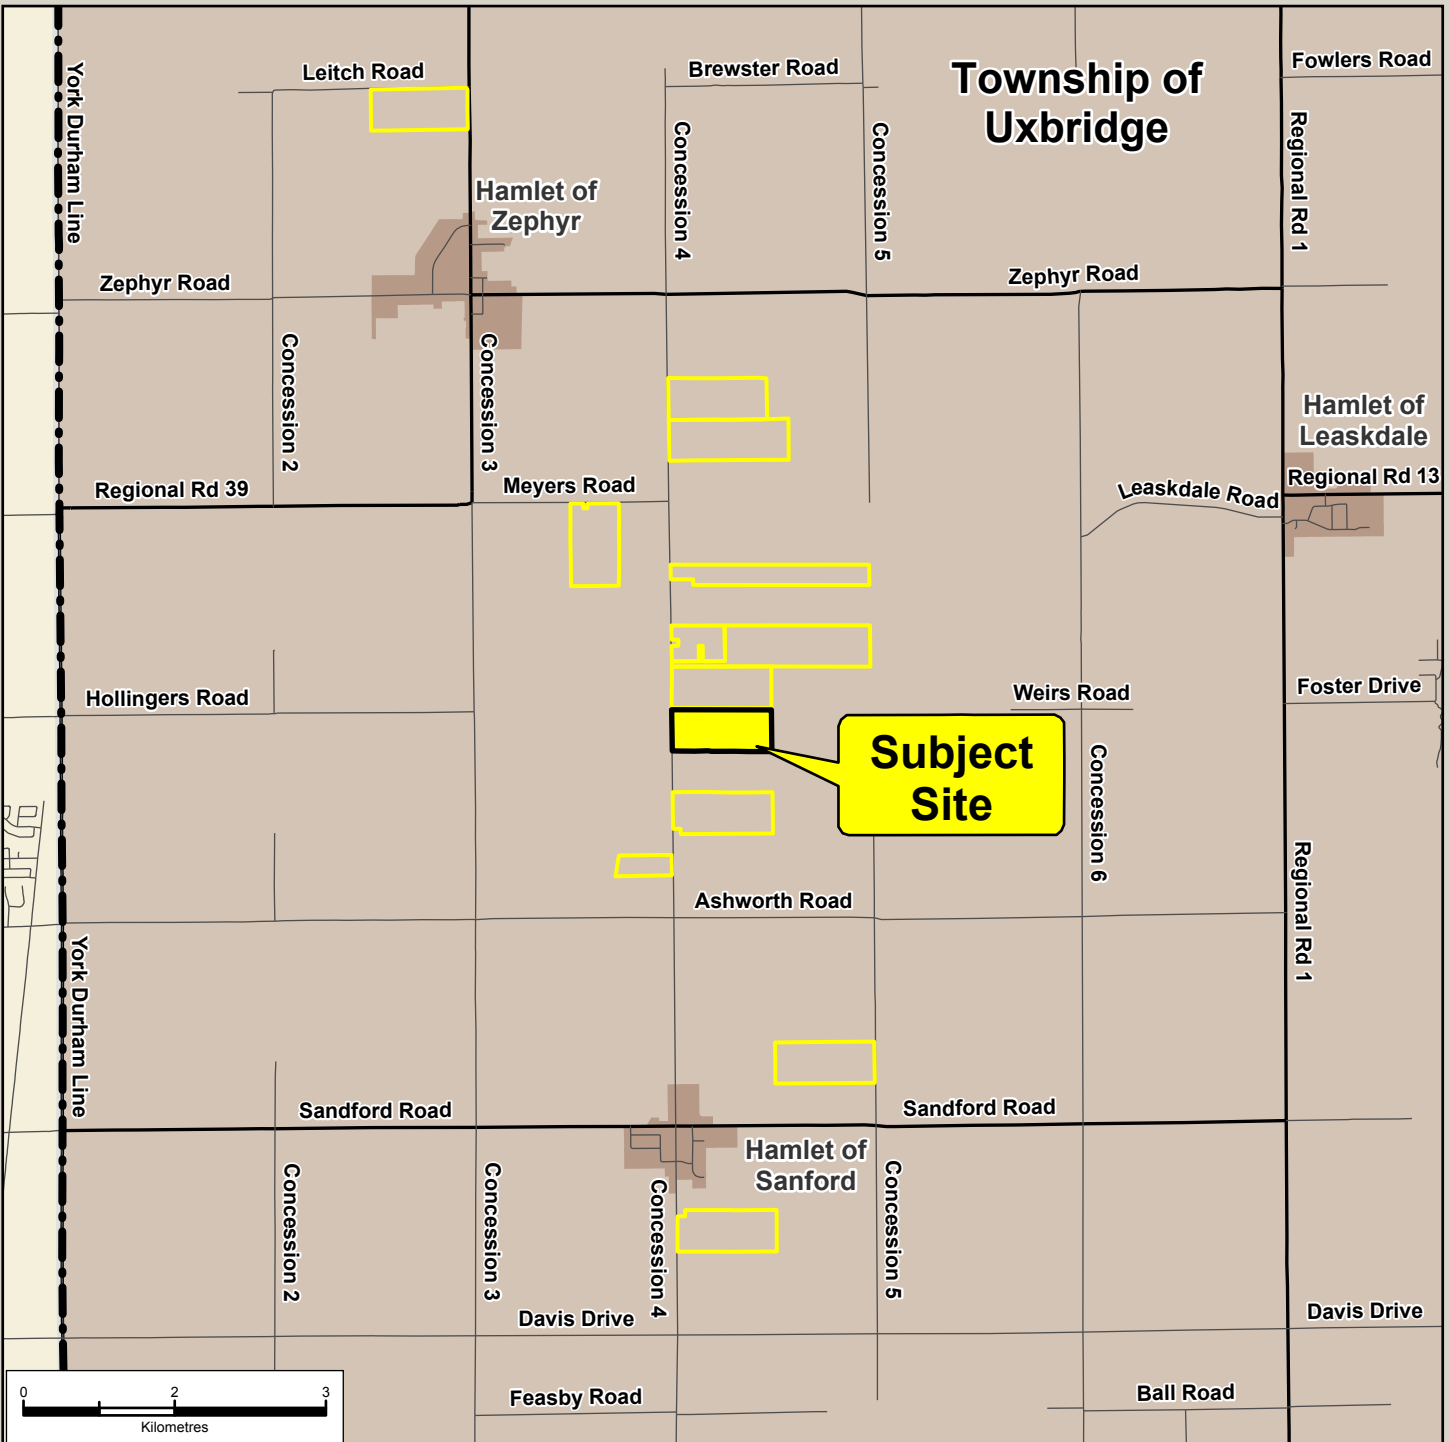 Leitch Road
Brewster Road
Township of
Uxbridge
Fowlers Road
York Durham Line
Concession 4
Concession 5
Regional Rd 1
Hamlet of
Zephyr
Zephyr Road
Zephyr Road
Concession 2
Concession 3
Hamlet of
Leaskdale
Regional Rd 39
Meyers Road
Leaskdale Road
Regional Rd 13
Hollingers Road
Weirs Road
Foster Drive
Subject
Site
Concession 6
Regional Rd 1
Ashworth Road
York Durham Line
Sandford Road
Sandford Road
Hamlet of
Sanford
Concession 2
Concession 3
Concession 4
Concession 5
Davis Drive
Davis Drive
Feasby Road
Ball Road
0 2 3
Kilometres